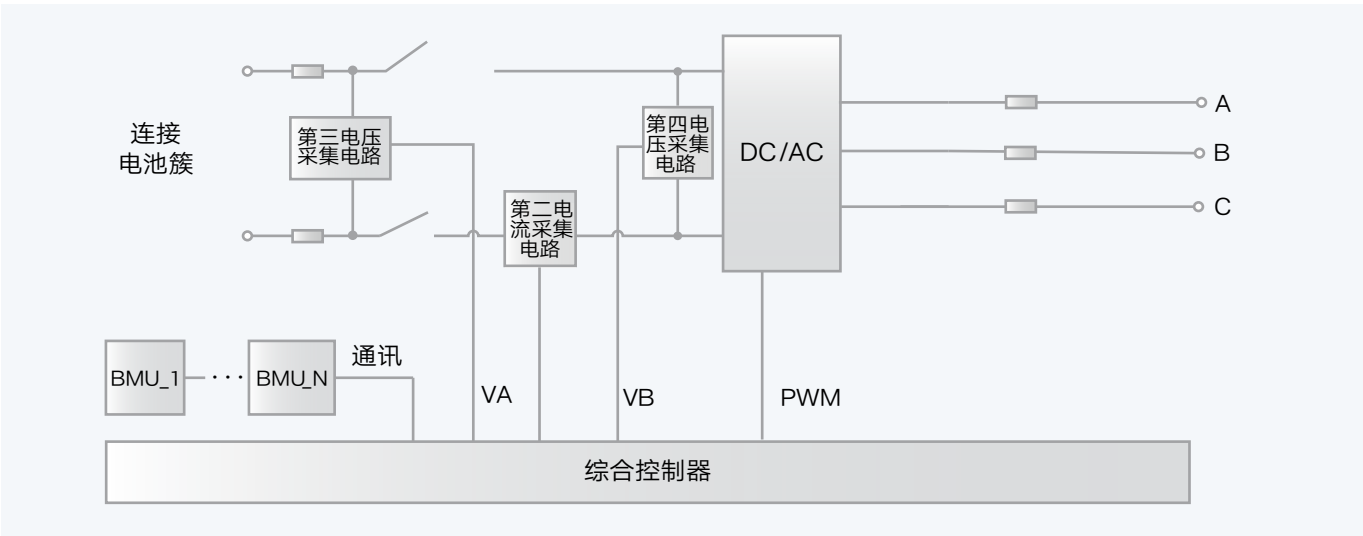 连接
电池簇
第三电压
采集电路
第二电
流采集
电路
第四电
压采集
电路
DC/AC
A
B
C
BMU_1
···
BMU_N
通讯
VA
VB
PWM
综合控制器